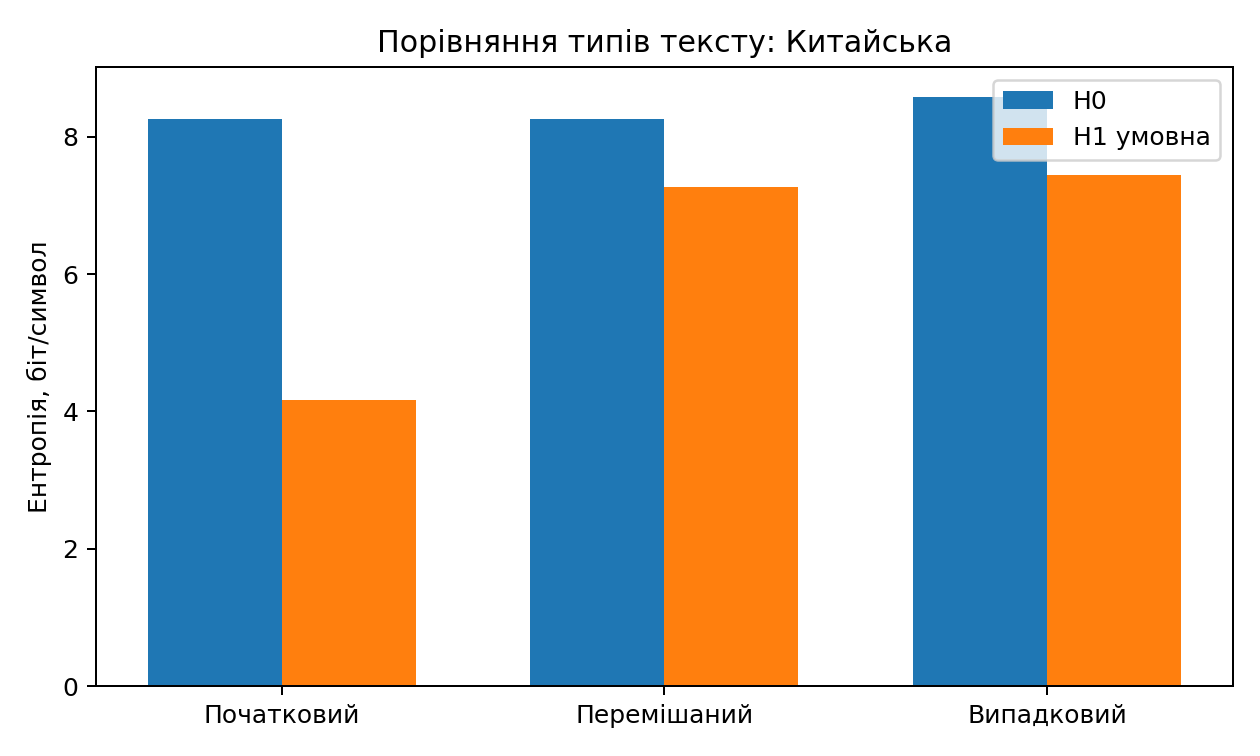 Порівняння типів тексту: Китайська
H0
H1 умовна
Ентропія, біт/символ
8
6
4
2
0
Початковий
Перемішаний
Випадковий